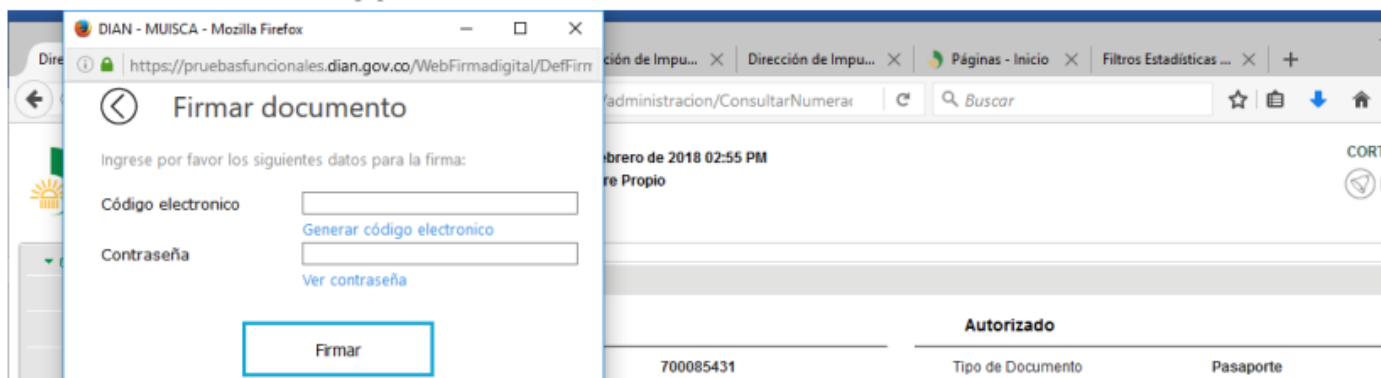 DIAN - MUISCA - Mozilla Firefox
https://pruebasfuncionales.dian.gov.co/WebFirmadigital/DefFirm
Firmar documento
Ingrese por favor los siguientes datos para la firma:
Código electronico
Generar código electronico
Contraseña
Ver contraseña
Firmar
Dire
ción de Impu...
Dirección de Impu...
Páginas - Inicio
Filtros Estadísticas ...
/administracion/ConsultarNumerac
Buscar
ebrero de 2018 02:55 PM
re Propio
CORT
Autorizado
700085431
Tipo de Documento
Pasaporte